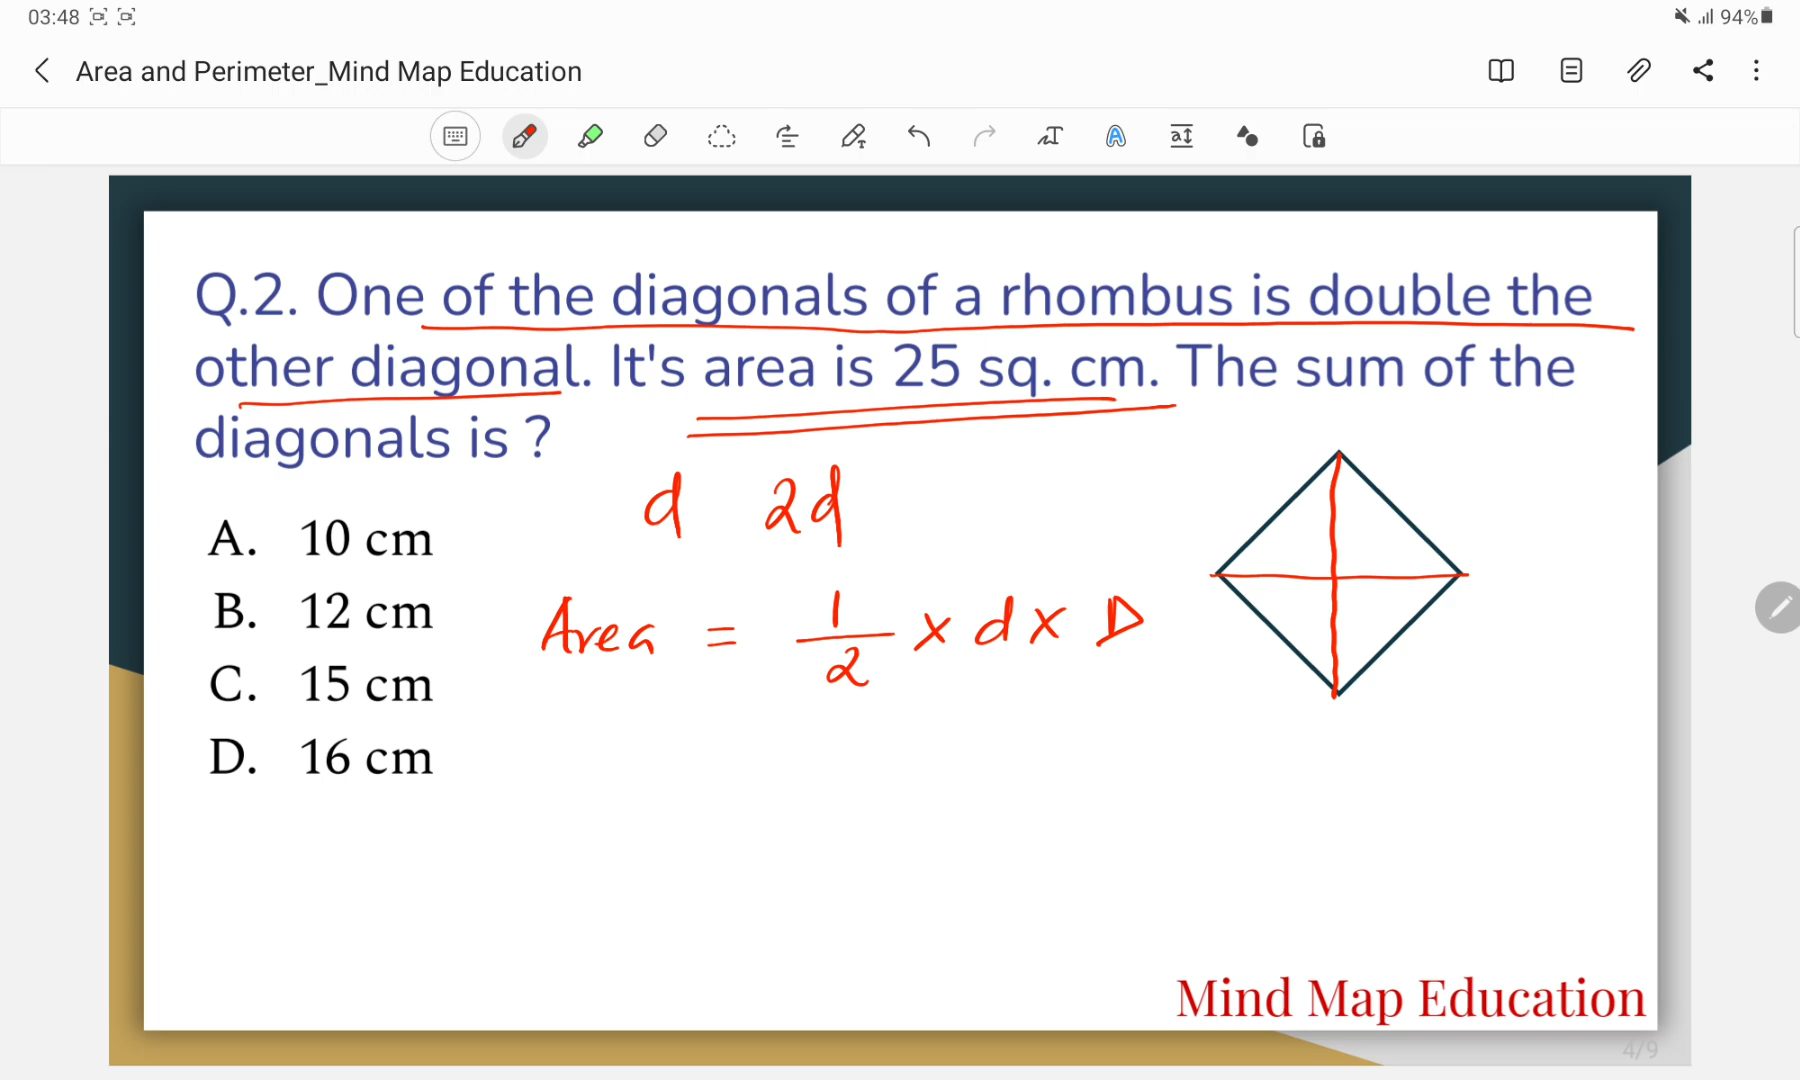 03:48
94%
Area and Perimeter_Mind Map Education
Q.2. One of the diagonals of a rhombus is double the
other diagonal. It's area is 25 sq. cm. The sum of the
diagonals is ?
d 2d
A. 10 cm
B. 12 cm
C. 15 cm
D. 16 cm
Area = 1/2 × d × D
Mind Map Education
4/9